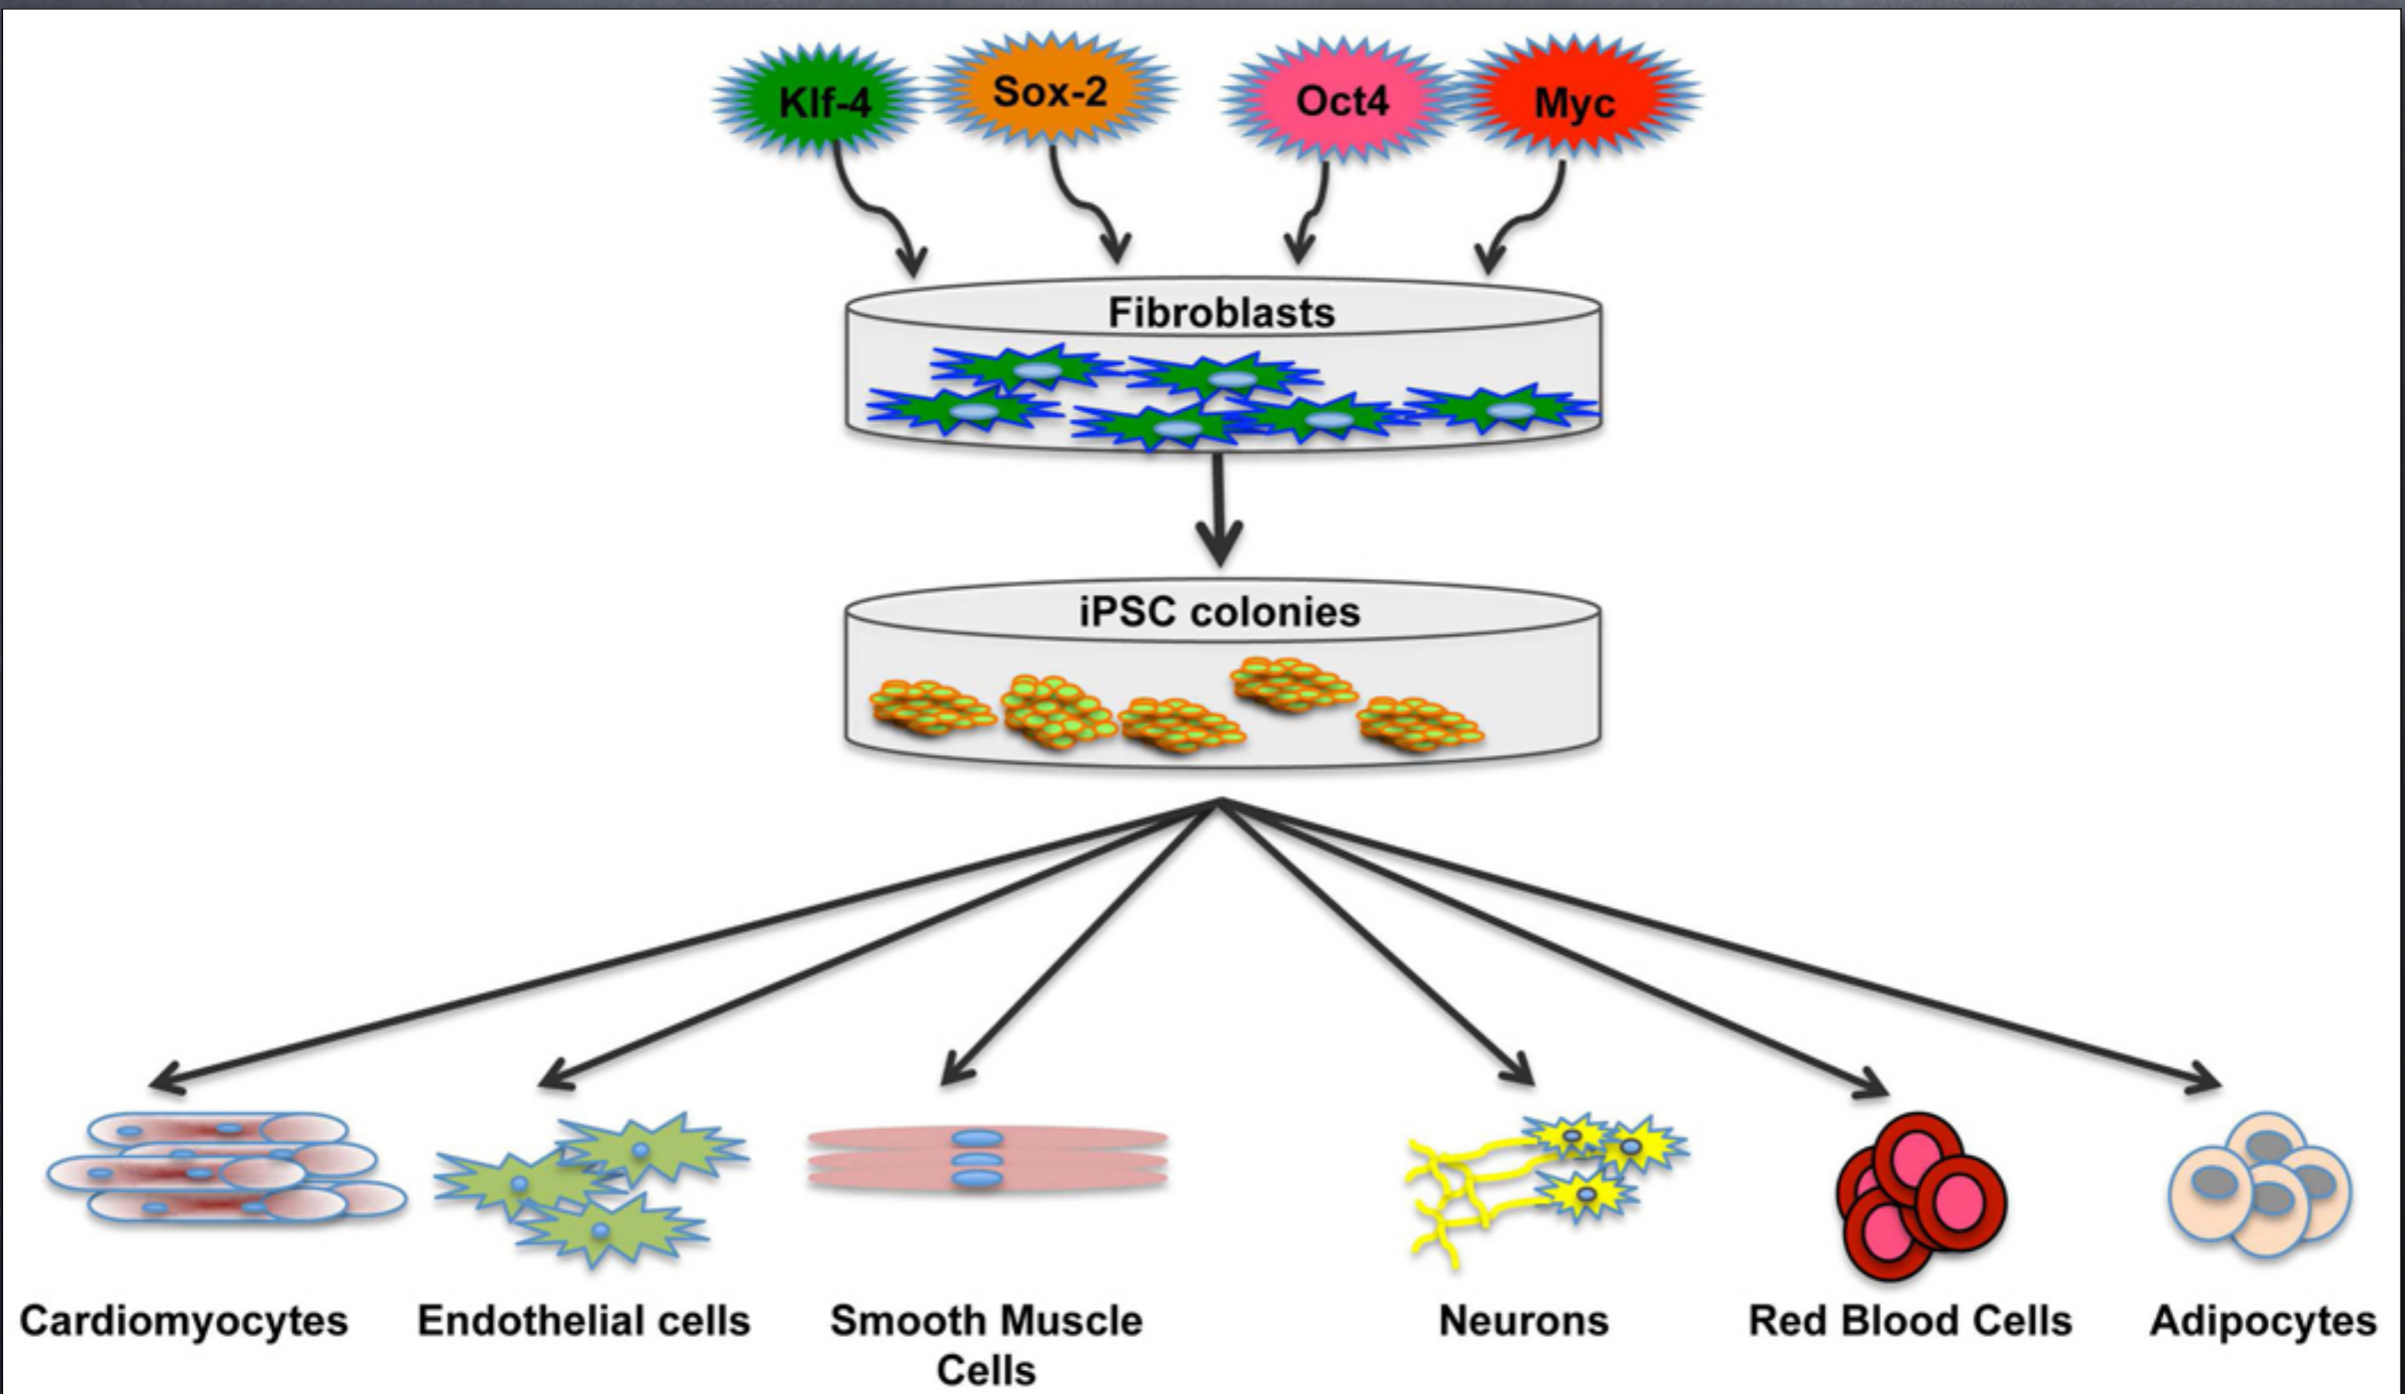 Klf-4
Sox-2
Oct4
Myc
Fibroblasts
iPSC colonies
Cardiomyocytes
Endothelial cells
Smooth Muscle
Cells
Neurons
Red Blood Cells
Adipocytes